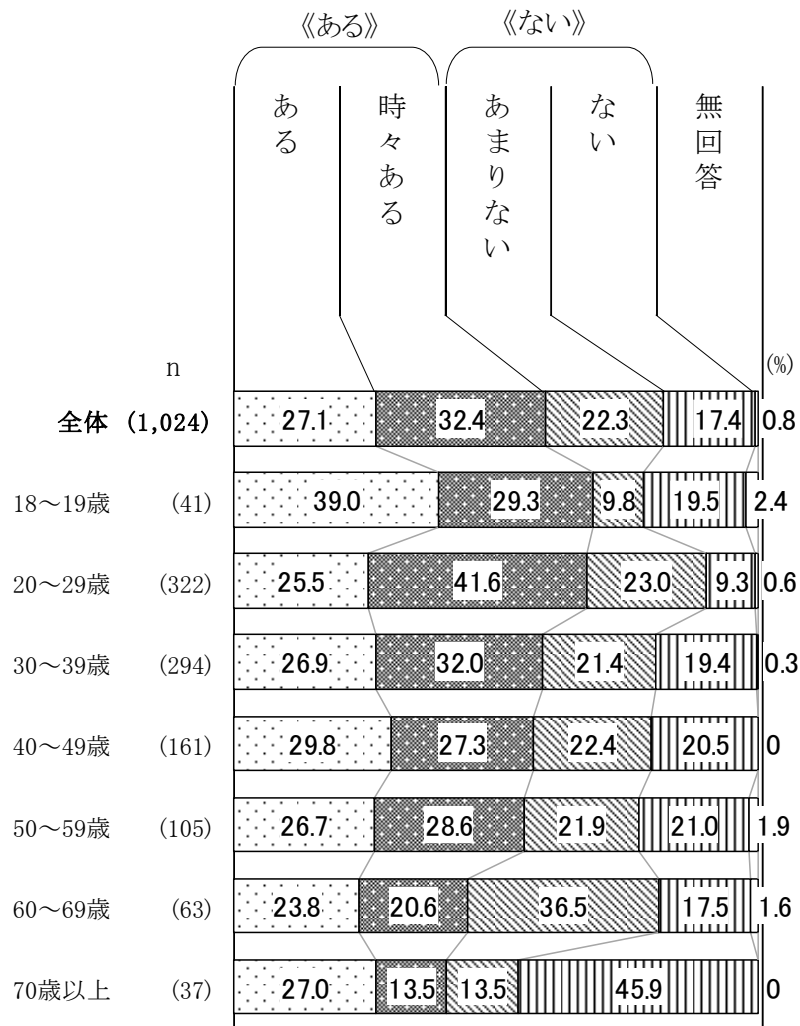 《ある》 《ない》
ある
時々ある
あまりない
ない
無回答
n (%)
全体 (1,024) 27.1 32.4 22.3 17.4 0.8
18～19歳 (41) 39.0 29.3 9.8 19.5 2.4
20～29歳 (322) 25.5 41.6 23.0 9.3 0.6
30～39歳 (294) 26.9 32.0 21.4 19.4 0.3
40～49歳 (161) 29.8 27.3 22.4 20.5 0
50～59歳 (105) 26.7 28.6 21.9 21.0 1.9
60～69歳 (63) 23.8 20.6 36.5 17.5 1.6
70歳以上 (37) 27.0 13.5 13.5 45.9 0